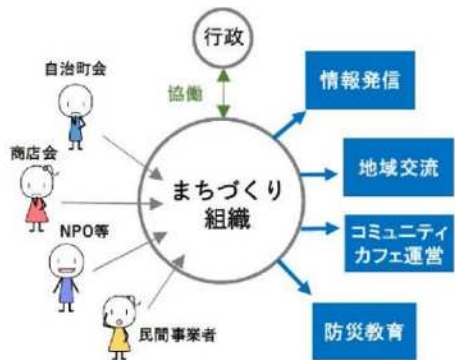 行政
協働
自治町会
商店会
NPO等
民間事業者
まちづくり
組織
情報発信
地域交流
コミュニティ
カフェ運営
防災教育